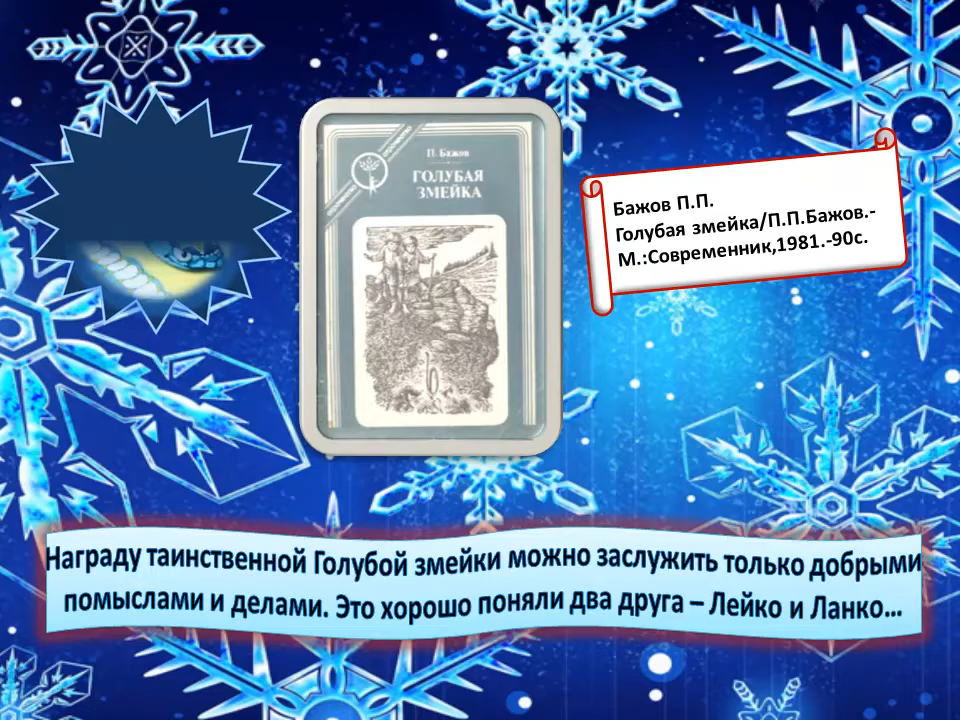 П. Бажов
ГОЛУБАЯ
ЗМЕЙКА
Бажов П.П.
Голубая змейка/П.П.Бажов.-
М.:Современник,1981.-90с.
Награду таинственной Голубой змейки можно заслужить только добрыми
помыслами и делами. Это хорошо поняли два друга – Лейко и Ланко...